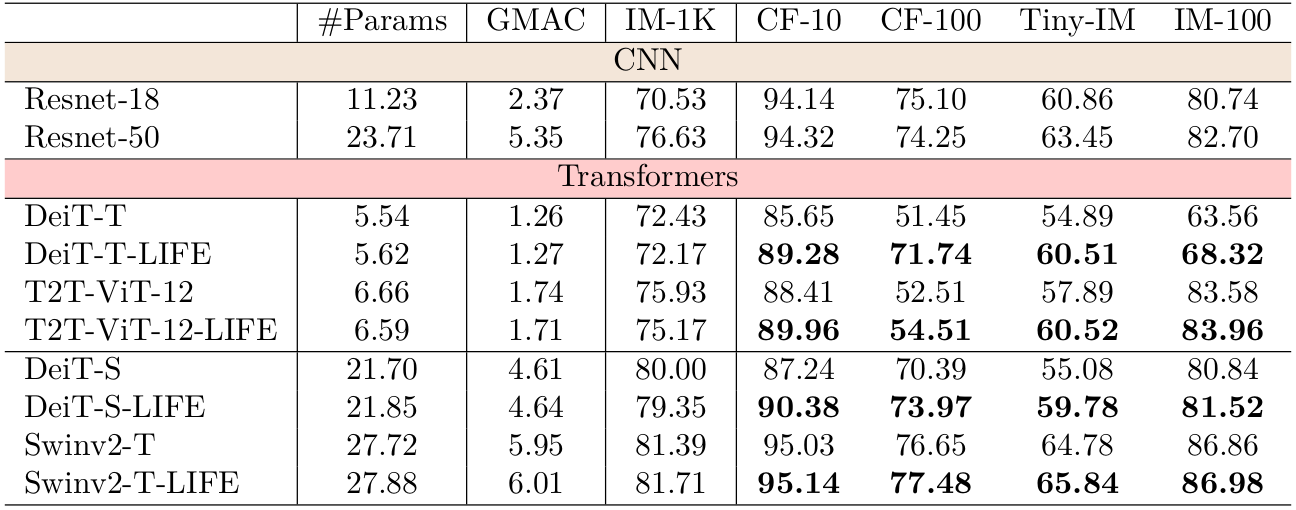 #Params GMAC IM-1K CF-10 CF-100 Tiny-IM IM-100
CNN
Resnet-18 11.23 2.37 70.53 94.14 75.10 60.86 80.74
Resnet-50 23.71 5.35 76.63 94.32 74.25 63.45 82.70
Transformers
DeiT-T 5.54 1.26 72.43 85.65 51.45 54.89 63.56
DeiT-T-LIFE 5.62 1.27 72.17 89.28 71.74 60.51 68.32
T2T-ViT-12 6.66 1.74 75.93 88.41 52.51 57.89 83.58
T2T-ViT-12-LIFE 6.59 1.71 75.17 89.96 54.51 60.52 83.96
DeiT-S 21.70 4.61 80.00 87.24 70.39 55.08 80.84
DeiT-S-LIFE 21.85 4.64 79.35 90.38 73.97 59.78 81.52
Swinv2-T 27.72 5.95 81.39 95.03 76.65 64.78 86.86
Swinv2-T-LIFE 27.88 6.01 81.71 95.14 77.48 65.84 86.98